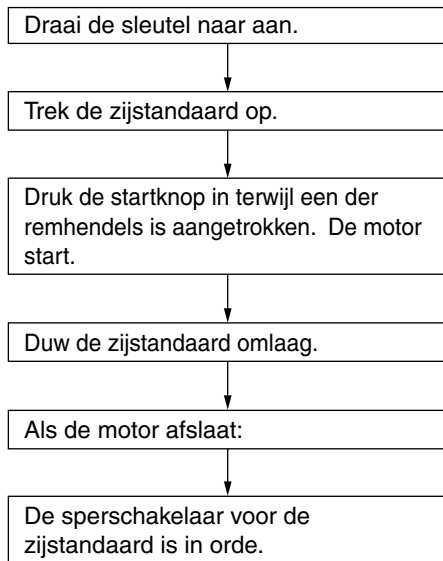 Draai de sleutel naar aan.
Trek de zijstandaard op.
Druk de startknop in terwijl een der
remhendels is aangetrokken. De motor
start.
Duw de zijstandaard omlaag.
Als de motor afslaat:
De sperschakelaar voor de
zijstandaard is in orde.